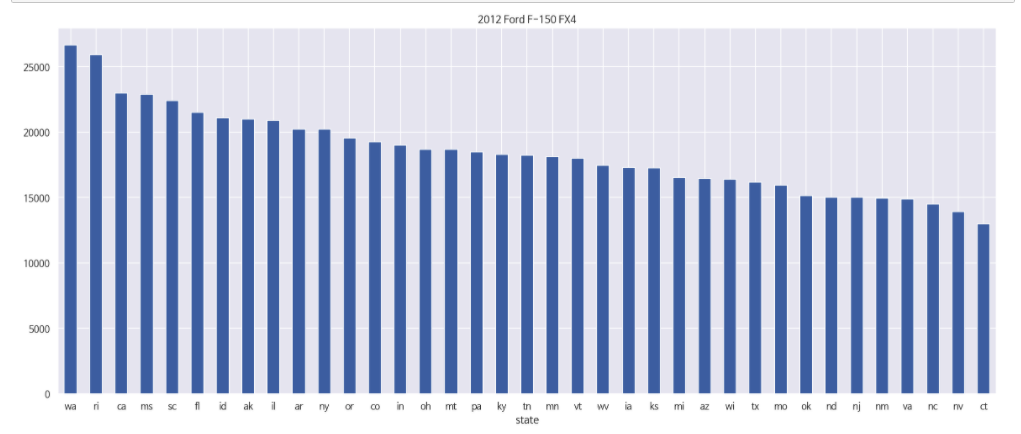 2012 Ford F-150 FX4
25000
20000
15000
10000
5000
0
wa ri ca ms sc fl id ak il ar ny or co in oh mt pa ky tn mn vt wv ia ks mi az wi tx mo ok nd nj nm va nc nv ct
state